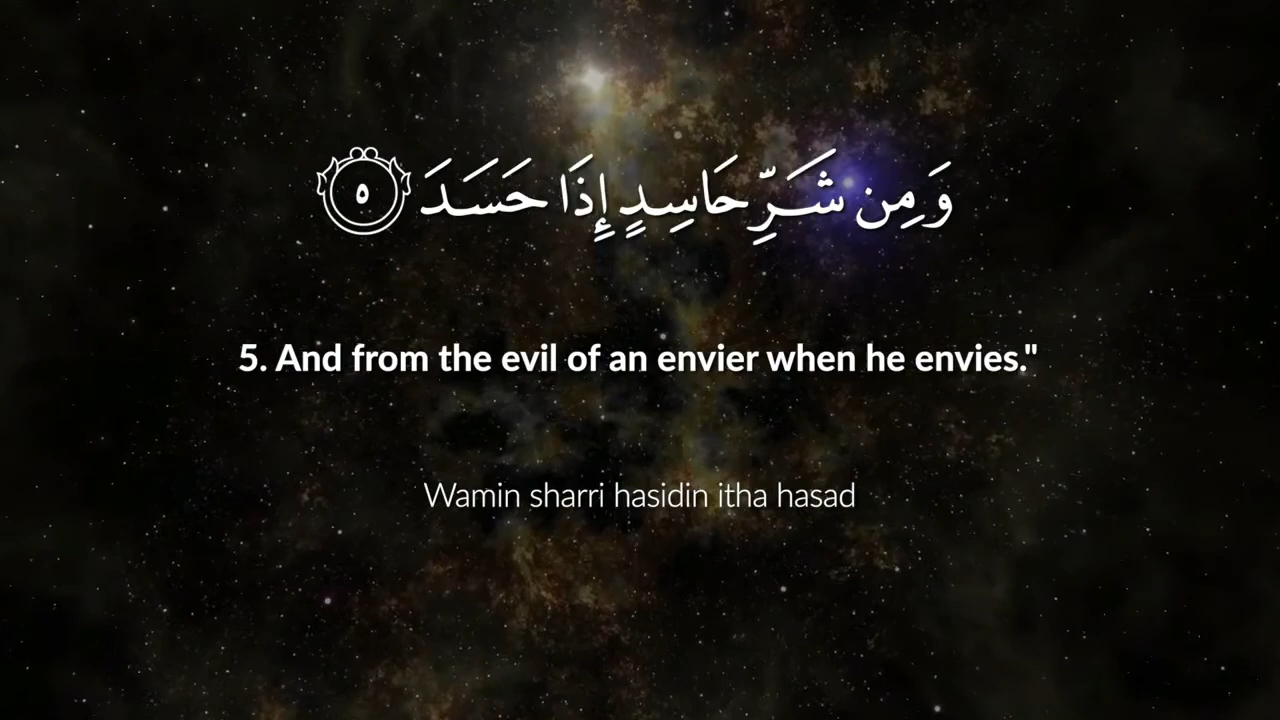 وَمِن شَرِّ حَاسِدٍ إِذَا حَسَدَ ٥
5. And from the evil of an envier when he envies."
Wamin sharri hasidin itha hasad